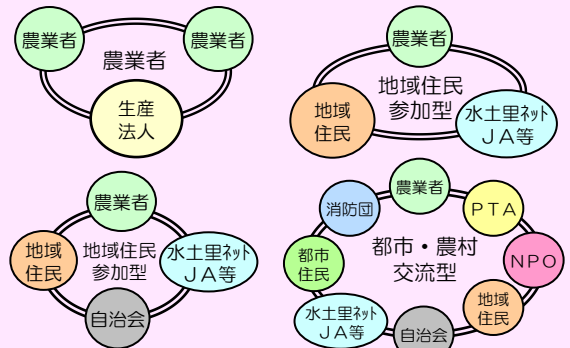 農業者
農業者
農業者
生産
法人
農業者
地域住民
参加型
地域
住民
水土里ネット
ＪＡ等
農業者
地域
住民
地域住民
参加型
水土里ネット
ＪＡ等
自治会
農業者
消防団
ＰＴＡ
都市
住民
都市・農村
交流型
ＮＰＯ
地域
住民
水土里ネット
ＪＡ等
自治会